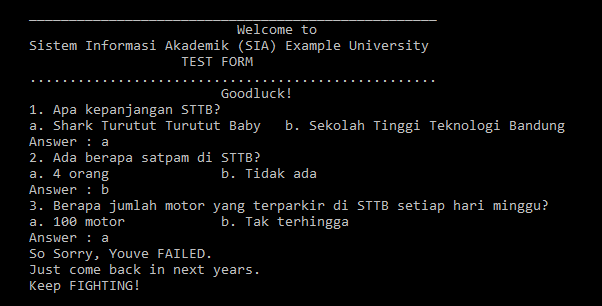 Welcome to
Sistem Informasi Akademik (SIA) Example University
TEST FORM
Goodluck!
1. Apa kepanjangan STTB?
a. Shark Turutut Turutut Baby   b. Sekolah Tinggi Teknologi Bandung
Answer : a
2. Ada berapa satpam di STTB?
a. 4 orang              b. Tidak ada
Answer : b
3. Berapa jumlah motor yang terparkir di STTB setiap hari minggu?
a. 100 motor            b. Tak terhingga
Answer : a
So Sorry, Youve FAILED.
Just come back in next years.
Keep FIGHTING!